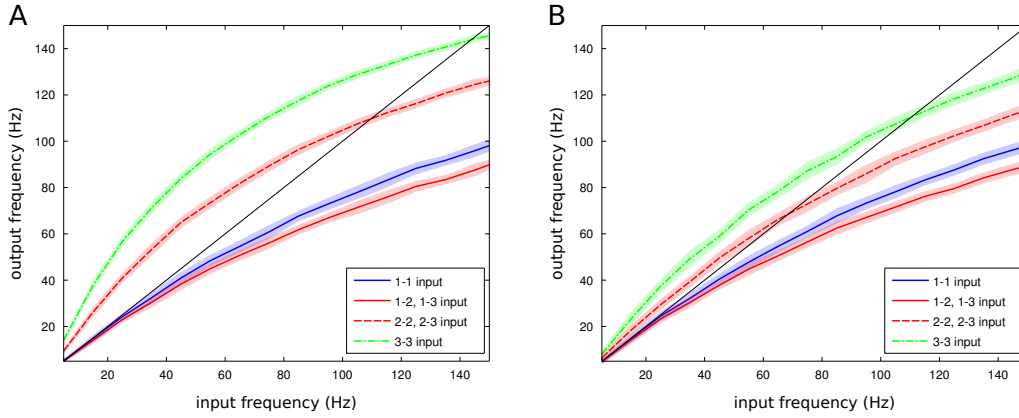 A
output frequency (Hz)
140
120
100
80
60
40
20
20 40 60 80 100 120 140
input frequency (Hz)
1-1 input
1-2, 1-3 input
2-2, 2-3 input
3-3 input
B
output frequency (Hz)
140
120
100
80
60
40
20
20 40 60 80 100 120 140
input frequency (Hz)
1-1 input
1-2, 1-3 input
2-2, 2-3 input
3-3 input